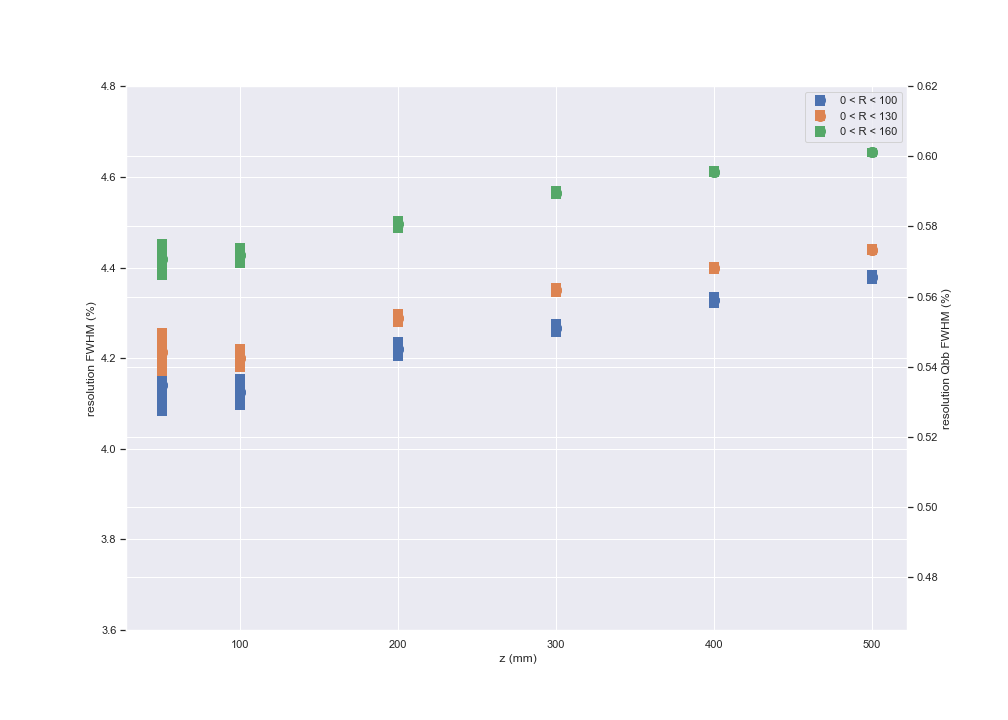 4.8
4.6
4.4
4.2
4.0
3.8
3.6
resolution FWHM (%)
0 < R < 100
0 < R < 130
0 < R < 160
0.62
0.60
0.58
0.56
0.54
0.52
0.50
0.48
resolution Qbb FWHM (%)
100 200 300 400 500
z (mm)